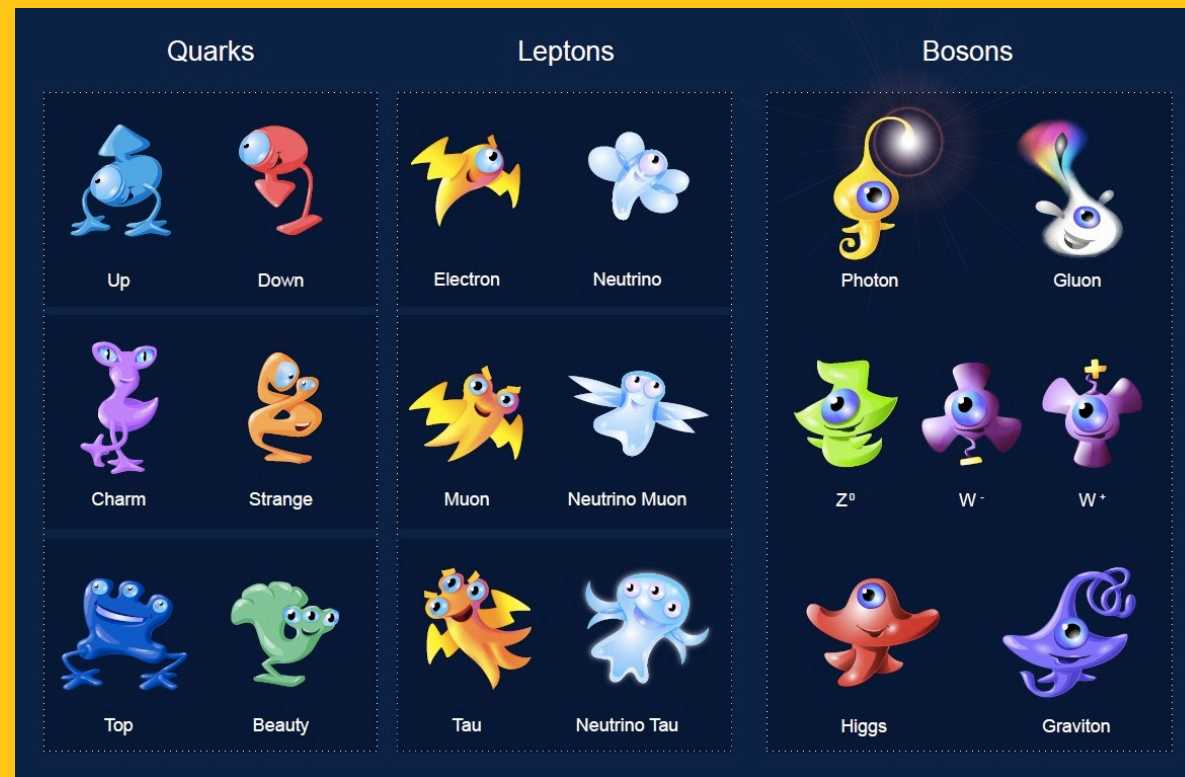 Quarks
Leptons
Bosons
Up
Down
Electron
Neutrino
Photon
Gluon
Charm
Strange
Muon
Neutrino Muon
Z⁰
W⁻
W⁺
Top
Beauty
Tau
Neutrino Tau
Higgs
Graviton